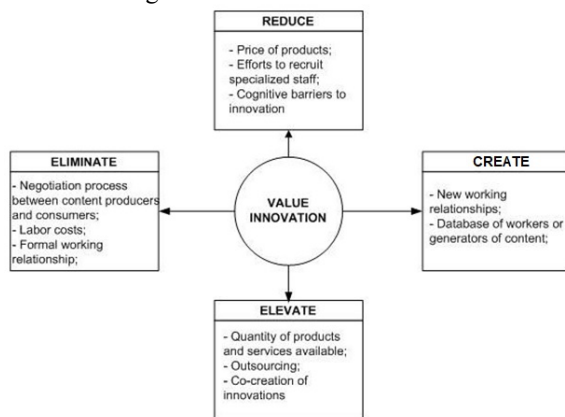 REDUCE
- Price of products;
- Efforts to recruit
specialized staff;
- Cognitive barriers to
innovation
ELIMINATE
- Negotiation process
between content producers
and consumers;
- Labor costs;
- Formal working
relationship;
VALUE
INNOVATION
CREATE
- New working
relationships;
- Database of workers or
generators of content;
ELEVATE
- Quantity of products
and services available;
- Outsourcing;
- Co-creation of
innovations